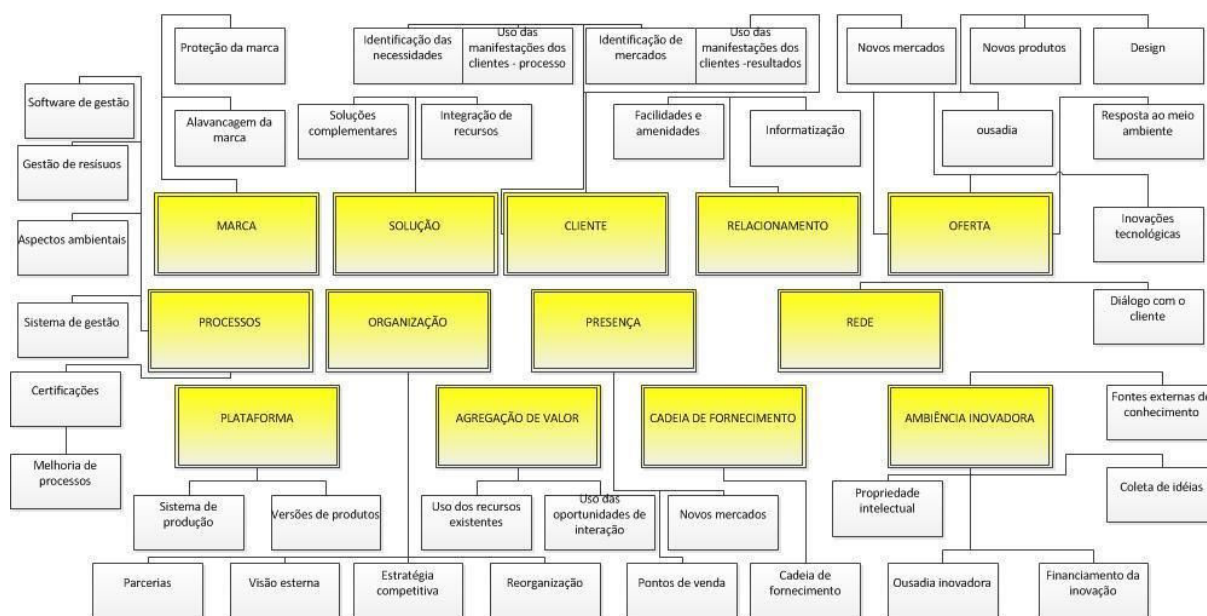 Proteção da marca
Identificação das
necessidades
Uso das
manifestações dos
clientes - processo
Identificação de
mercados
Uso das
manifestações dos
clientes -resultados
Novos mercados
Novos produtos
Design
Software de gestão
Alavancagem da
marca
Soluções
complementares
Integração de
recursos
Facilidades e
amenidades
Informatização
ousadia
Resposta ao meio
ambiente
Gestão de resísuos
MARCA
SOLUÇÃO
CLIENTE
RELACIONAMENTO
OFERTA
Inovações
tecnológicas
Aspectos ambientais
Sistema de gestão
PROCESSOS
ORGANIZAÇÃO
PRESENÇA
REDE
Diálogo com o
cliente
Certificações
PLATAFORMA
AGREGAÇÃO DE VALOR
CADEIA DE FORNECIMENTO
AMBIÊNCIA INOVADORA
Fontes externas de
conhecimento
Melhoria de
processos
Sistema de
produção
Versões de produtos
Uso dos recursos
existentes
Uso das
oportunidades de
interação
Novos mercados
Propriedade
intelectual
Coleta de idéias
Parcerias
Visão esterna
Estratégia
competitiva
Reorganização
Pontos de venda
Cadeia de
fornecimento
Ousadia inovadora
Financiamento da
inovação